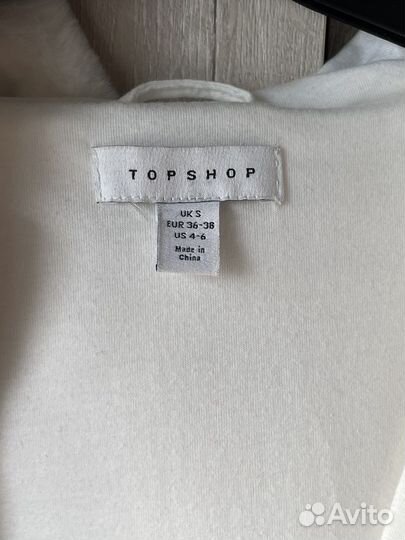 TOPSHOP
UK S
EUR 36-38
US 4-6
Made in
China
Avito